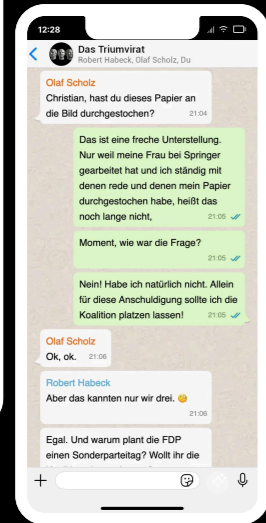 12:28
Das Triumvirat
Robert Habeck, Olaf Scholz, Du
Olaf Scholz
Christian, hast du dieses Papier an
die Bild durchgestochen?
21:04
Das ist eine freche Unterstellung.
Nur weil meine Frau bei Springer
gearbeitet hat und ich ständig mit
denen rede und denen mein Papier
durchgestochen habe, heißt das
noch lange nicht,
21:05
Moment, wie war die Frage?
21:05
Nein! Habe ich natürlich nicht. Allein
für diese Anschuldigung sollte ich die
Koalition platzen lassen!
21:05
Olaf Scholz
Ok, ok. 21:06
Robert Habeck
Aber das kannten nur wir drei.
21:06
Egal. Und warum plant die FDP
einen Sonderparteitag? Wollt ihr die